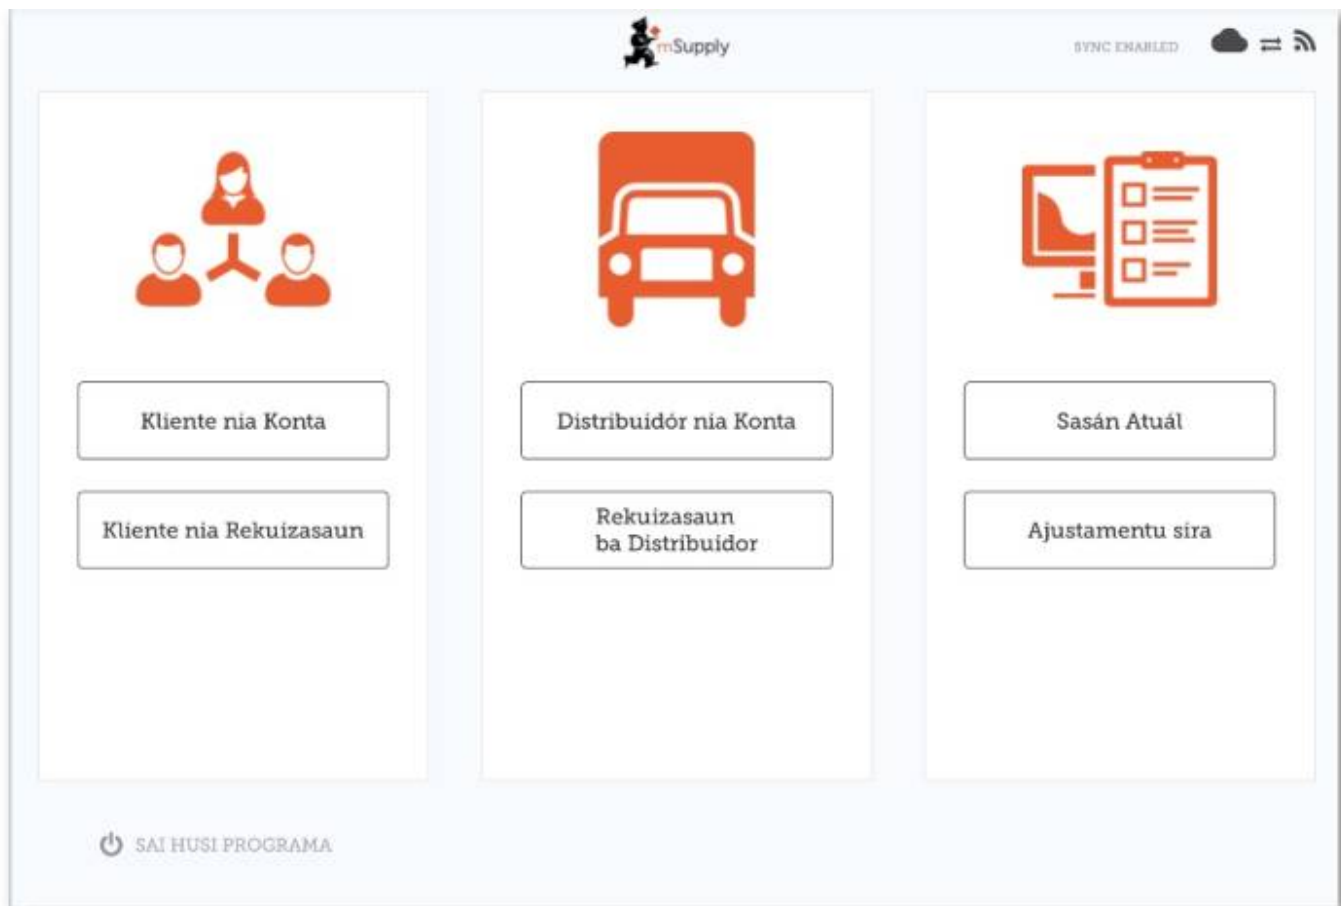 mSupply
SYNC ENABLED
Kliente nia Konta
Kliente nia Rekuizasaun
Distribuidór nia Konta
Rekuizasaun
ba Distribuidor
Sasán Atuál
Ajustamentu sira
SAI HUSI PROGRAMA